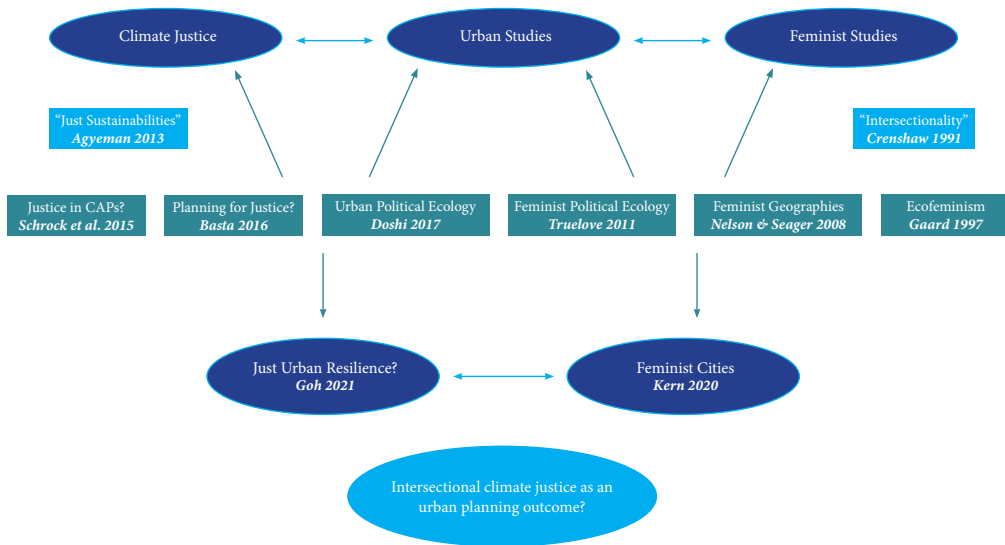 Climate Justice
Urban Studies
Feminist Studies
“Just Sustainabilities”
Agyeman 2013
“Intersectionality”
Crenshaw 1991
Justice in CAPs?
Schrock et al. 2015
Planning for Justice?
Basta 2016
Urban Political Ecology
Doshi 2017
Feminist Political Ecology
Truelove 2011
Feminist Geographies
Nelson & Seager 2008
Ecofeminism
Gaard 1997
Just Urban Resilience?
Goh 2021
Feminist Cities
Kern 2020
Intersectional climate justice as an
urban planning outcome?